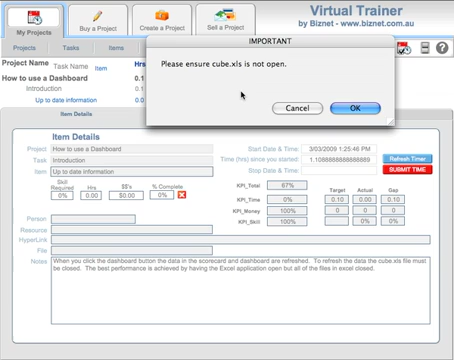 Virtual Trainer
by Biznet - www.biznet.com.au
My Projects
Buy a Project
Create a Project
Sell a Project
Projects
Tasks
Items
IMPORTANT
Please ensure cube.xls is not open.
Cancel
OK
Project Name
Task Name
Item
Hrs
How to use a Dashboard
0.1
Introduction
0.1
Up to date information
0
Item Details
Item Details
Project
How to use a Dashboard
Task
Introduction
Item
Up to date information
Start Date & Time:
3/03/2009 1:25:48 PM
Time (hrs) since you started:
1.10888888888889
Refresh Timer
Stop Date & Time:
SUBMIT TIME
Skill Required
Hrs
$$'s
% Complete
0%
0.00
$0.00
0%
KPI_Total
67%
Target
Actual
Gap
KPI_Time
0%
0.10
0.00
0.10
KPI_Money
100%
KPI_Skill
100%
0%
0%
Person
Resource
HyperLink
File
Notes
When you click the dashboard button the data in the scorecard and dashboard are refreshed. To refresh the data the cube.xls file must
be closed. The best performance is achieved by having the Excel application open but all of the files in excel closed.